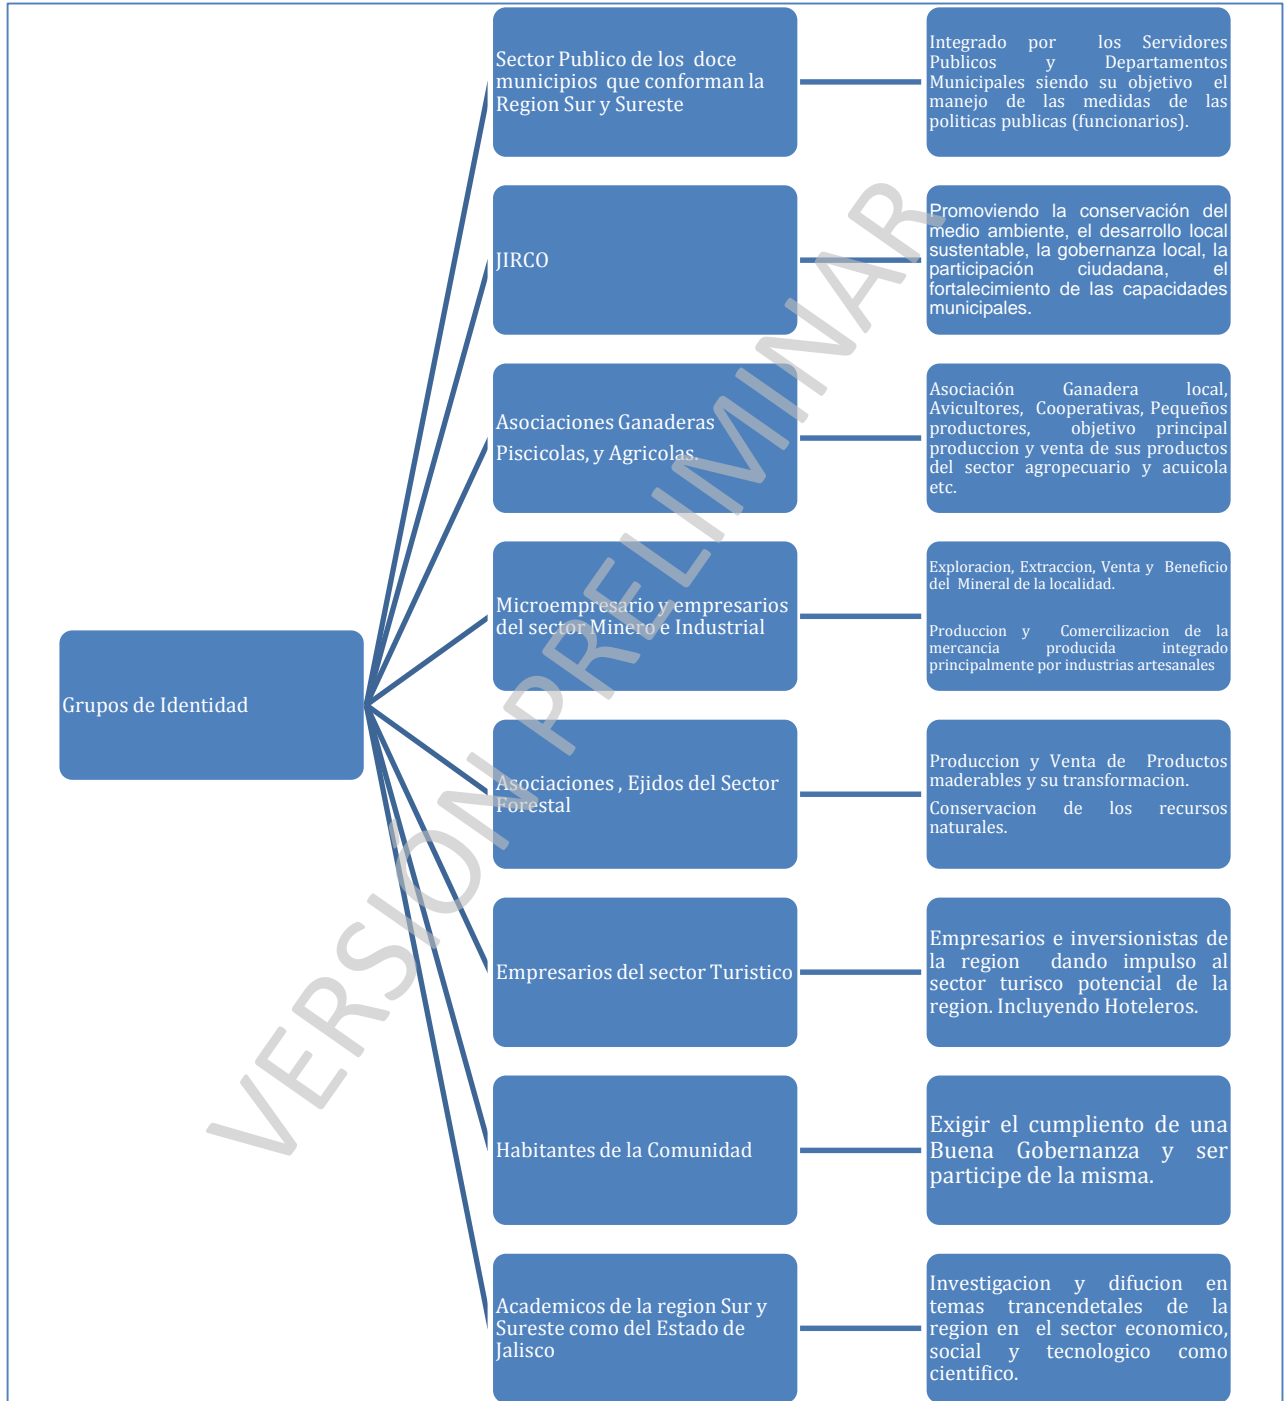 Grupos de Identidad
Sector Publico de los doce
municipios que conforman la
Region Sur y Sureste
Integrado por los Servidores
Publicos y Departamentos
Municipales siendo su objetivo el
manejo de las medidas de las
politicas publicas (funcionarios).
JIRCO
Promoviendo la conservación del
medio ambiente, el desarrollo local
sustentable, la gobernanza local, la
participación ciudadana, el
fortalecimiento de las capacidades
municipales.
Asociaciones Ganaderas
Piscicolas, y Agricolas.
Asociación Ganadera local,
Avicultores, Cooperativas, Pequeños
productores, objetivo principal
produccion y venta de sus productos
del sector agropecuario y acuicola
etc.
Microempresario y empresarios
del sector Minero e Industrial
Exploracion, Extraccion, Venta y Beneficio
del Mineral de la localidad.
Produccion y Comercilizacion de la
mercancia producida integrado
principalmente por industrias artesanales
Asociaciones , Ejidos del Sector
Forestal
Produccion y Venta de Productos
maderables y su transformacion.
Conservacion de los recursos
naturales.
Empresarios del sector Turistico
Empresarios e inversionistas de
la region dando impulso al
sector turisco potencial de la
region. Incluyendo Hoteleros.
Habitantes de la Comunidad
Exigir el cumpliento de una
Buena Gobernanza y ser
participe de la misma.
Academicos de la region Sur y
Sureste como del Estado de
Jalisco
Investigacion y difucion en
temas trancendetales de la
region en el sector economico,
social y tecnologico como
cientifico.
VERSION PRELIMINAR